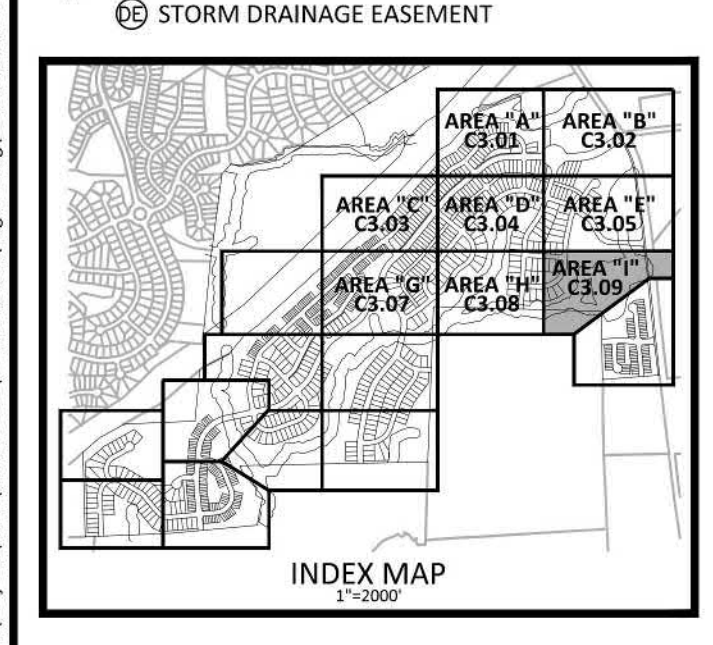 DE STORM DRAINAGE EASEMENT
AREA "A"
C3.01
AREA "B"
C3.02
AREA "C"
C3.03
AREA "D"
C3.04
AREA "E"
C3.05
AREA "G"
C3.07
AREA "H"
C3.08
AREA "I"
C3.09
INDEX MAP
1"=2000'